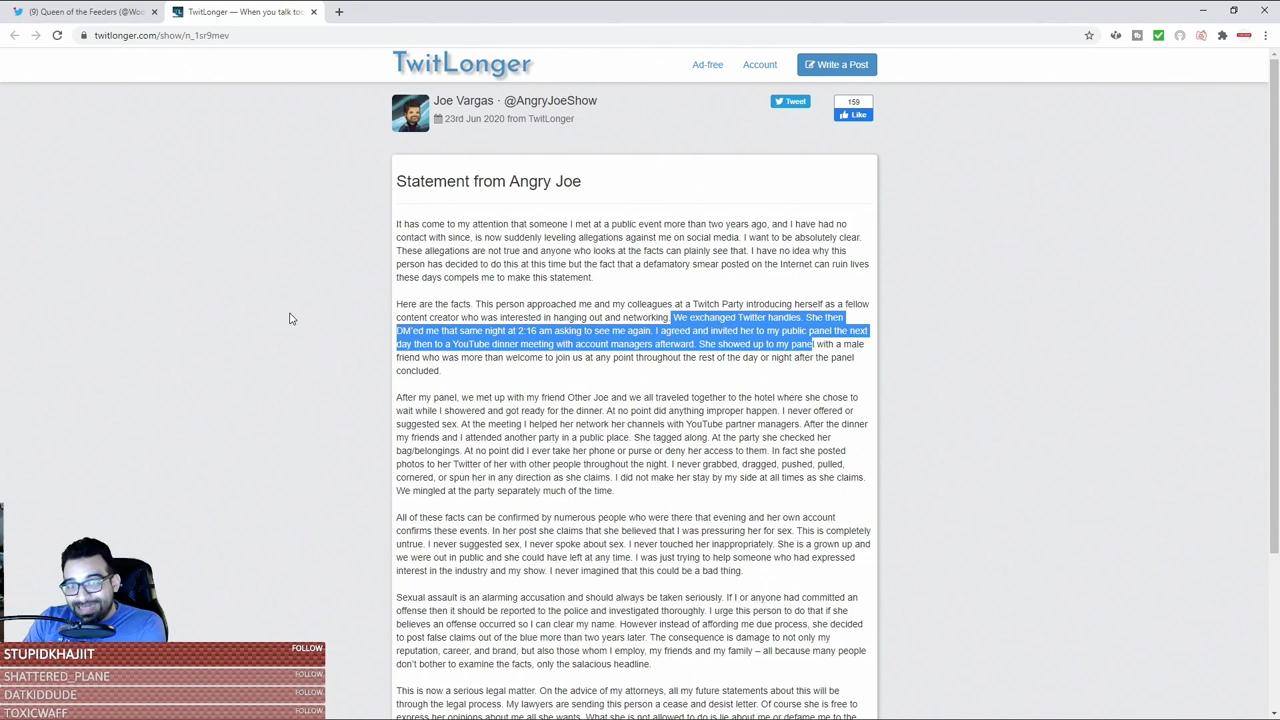 (9) Queen of the Feeders (@Woo
TwitLonger — When you talk too
twitlonger.com/show/n_1sr9mev
TwitLonger
Ad-free
Account
Write a Post
Joe Vargas · @AngryJoeShow
23rd Jun 2020 from TwitLonger
Tweet
159
Like
Statement from Angry Joe
It has come to my attention that someone I met at a public event more than two years ago, and I have had no
contact with since, is now suddenly leveling allegations against me on social media. I want to be absolutely clear.
These allegations are not true and anyone who looks at the facts can plainly see that. I have no idea why this
person has decided to do this at this time but the fact that a defamatory smear posted on the Internet can ruin lives
these days compels me to make this statement.
Here are the facts. This person approached me and my colleagues at a Twitch Party introducing herself as a fellow
content creator who was interested in hanging out and networking. We exchanged Twitter handles. She then
DM'ed me that same night at 2:16 am asking to see me again. I agreed and invited her to my public panel the next
day then to a YouTube dinner meeting with account managers afterward. She showed up to my panel with a male
friend who was more than welcome to join us at any point throughout the rest of the day or night after the panel
concluded.
After my panel, we met up with my friend Other Joe and we all traveled together to the hotel where she chose to
wait while I showered and got ready for the dinner. At no point did anything improper happen. I never offered or
suggested sex. At the meeting I helped her network her channels with YouTube partner managers. After the dinner
my friends and I attended another party in a public place. She tagged along. At the party she checked her
bag/belongings. At no point did I ever take her phone or purse or deny her access to them. In fact she posted
photos to her Twitter of her with other people throughout the night. I never grabbed, dragged, pushed, pulled,
cornered, or spun her in any direction as she claims. I did not make her stay by my side at all times as she claims.
We mingled at the party separately much of the time.
All of these facts can be confirmed by numerous people who were there that evening and her own account
confirms these events. In her post she claims that she believed that I was pressuring her for sex. This is completely
untrue. I never suggested sex, I never spoke about sex. I never touched her inappropriately. She is a grown up and
we were out in public and she could have left at any time. I was just trying to help someone who had expressed
interest in the industry and my show. I never imagined that this could be a bad thing.
Sexual assault is an alarming accusation and should always be taken seriously. If I or anyone had committed an
offense then it should be reported to the police and investigated thoroughly. I urge this person to do that if she
believes an offense occurred so I can clear my name. However instead of affording me due process, she decided
to post false claims out of the blue more than two years later. The consequence is damage to not only my
reputation, career, and brand, but also those whom I employ, my friends and my family – all because many people
don't bother to examine the facts, only the salacious headline.
This is now a serious legal matter. On the advice of my attorneys, all my future statements about this will be
through the legal process. My lawyers are sending this person a cease and desist letter. Of course she is free to
express her opinions about me all she wants. What she is not allowed to do is lie about me or defame me to the
STUPIDKHAJIIT FOLLOW
SHATTERED_PLANE FOLLOW
DATKIDDUDE FOLLOW
TOXICWAFF FOLLOW